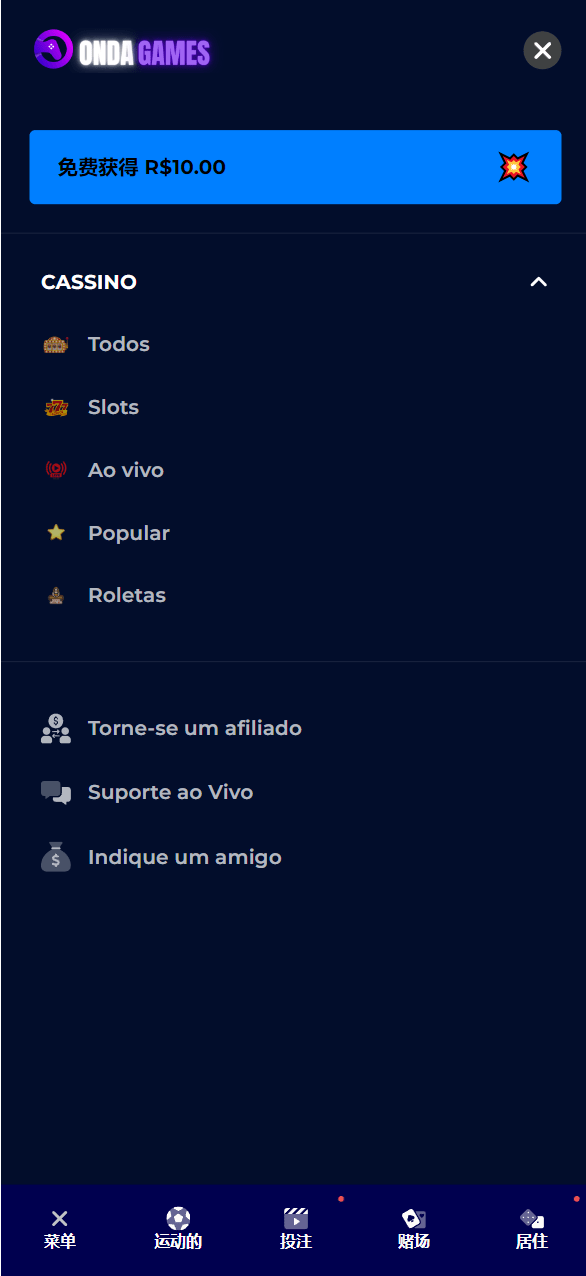 ONDA GAMES
免费获得 R$10.00
CASSINO
Todos
Slots
Ao vivo
Popular
Roletas
Torne-se um afiliado
Suporte ao Vivo
Indique um amigo
菜单 运动的 投注 赌场 居住